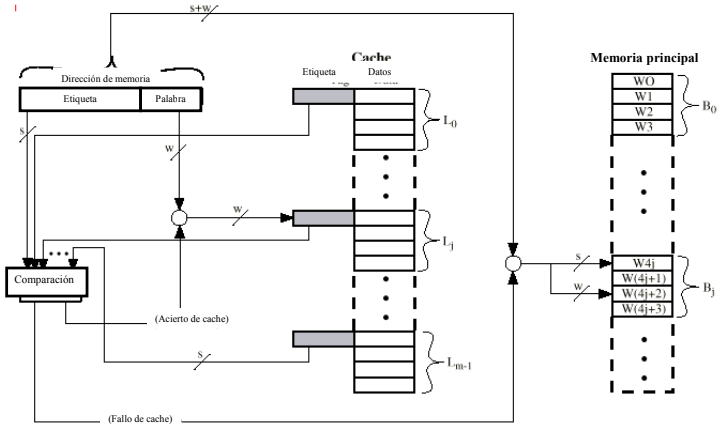 s+w
Cache
Memoria principal
Dirección de memoria
Etiqueta
Palabra
Etiqueta
Datos
W0
W1
W2
W3
B0
L0
s
w
w
Lj
Comparación
(Acierto de cache)
s
w
W4j
W(4j+1)
W(4j+2)
W(4j+3)
Bj
s
Lm-1
(Fallo de cache)